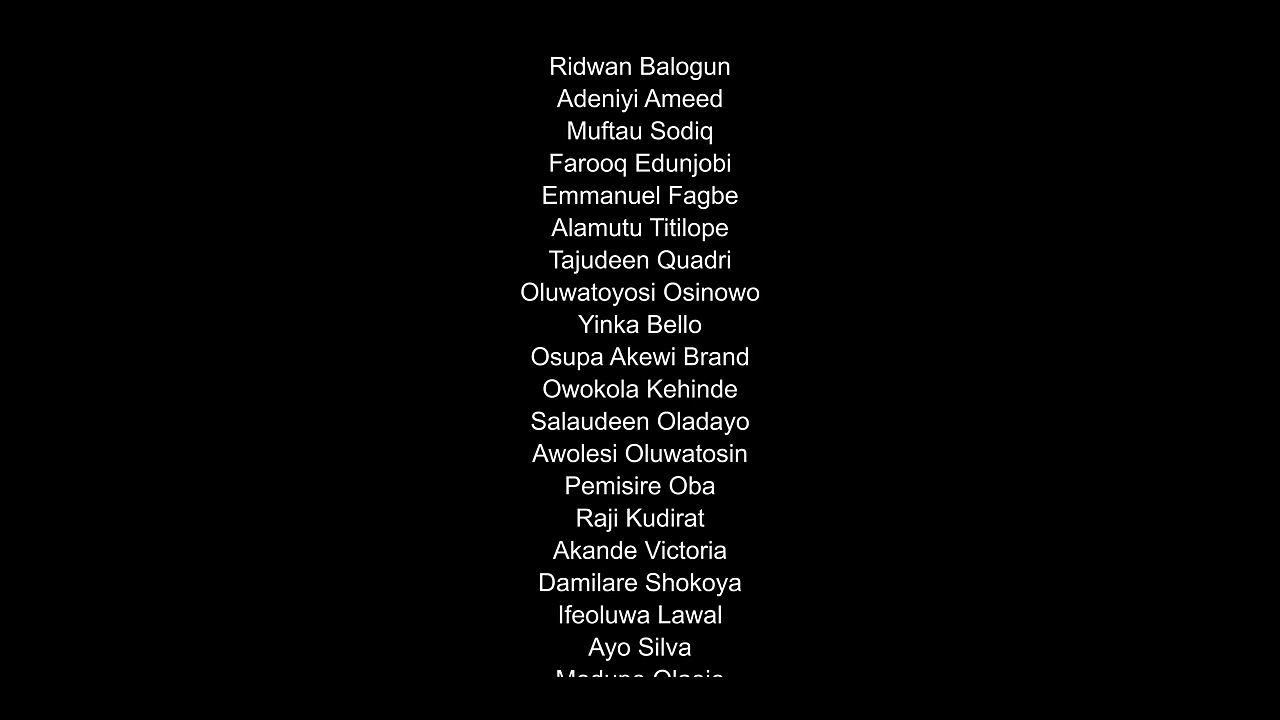 Ridwan Balogun
Adeniyi Ameed
Muftau Sodiq
Farooq Edunjobi
Emmanuel Fagbe
Alamutu Titilope
Tajudeen Quadri
Oluwatoyosi Osinowo
Yinka Bello
Osupa Akewi Brand
Owokola Kehinde
Salaudeen Oladayo
Awolesi Oluwatosin
Pemisire Oba
Raji Kudirat
Akande Victoria
Damilare Shokoya
Ifeoluwa Lawal
Ayo Silva